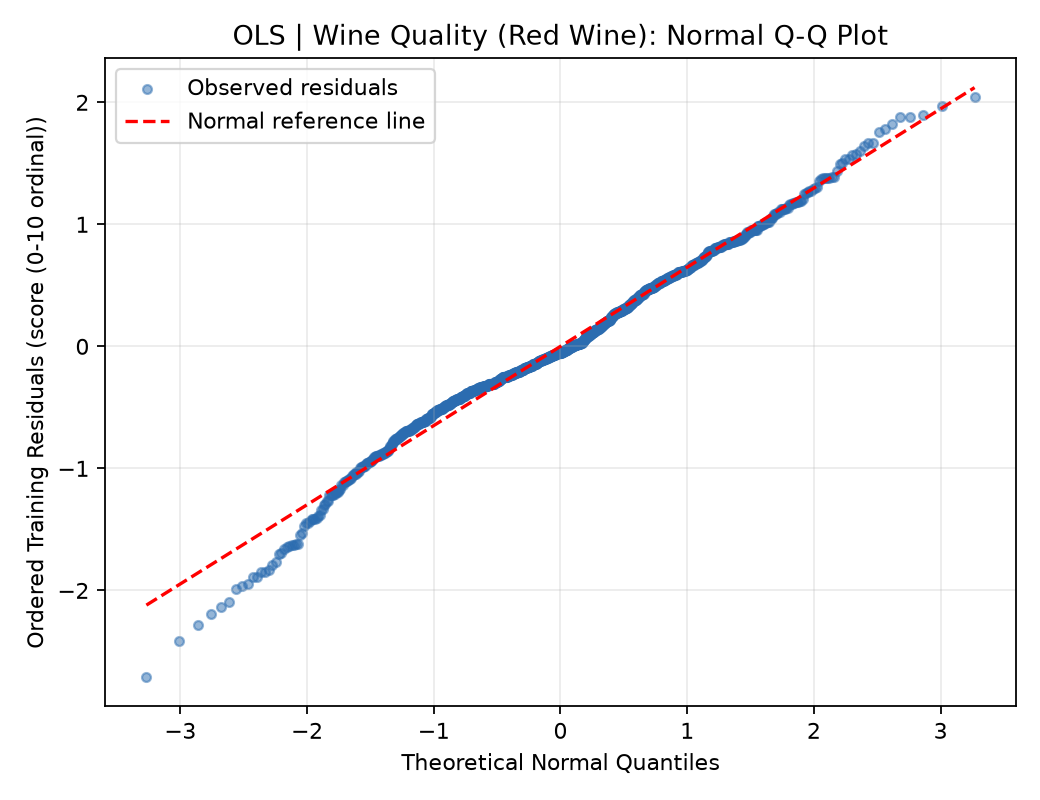 OLS | Wine Quality (Red Wine): Normal Q-Q Plot
Observed residuals
Normal reference line
Ordered Training Residuals (score (0-10 ordinal))
2
1
0
−1
−2
−3
−2
−1
0
1
2
3
Theoretical Normal Quantiles